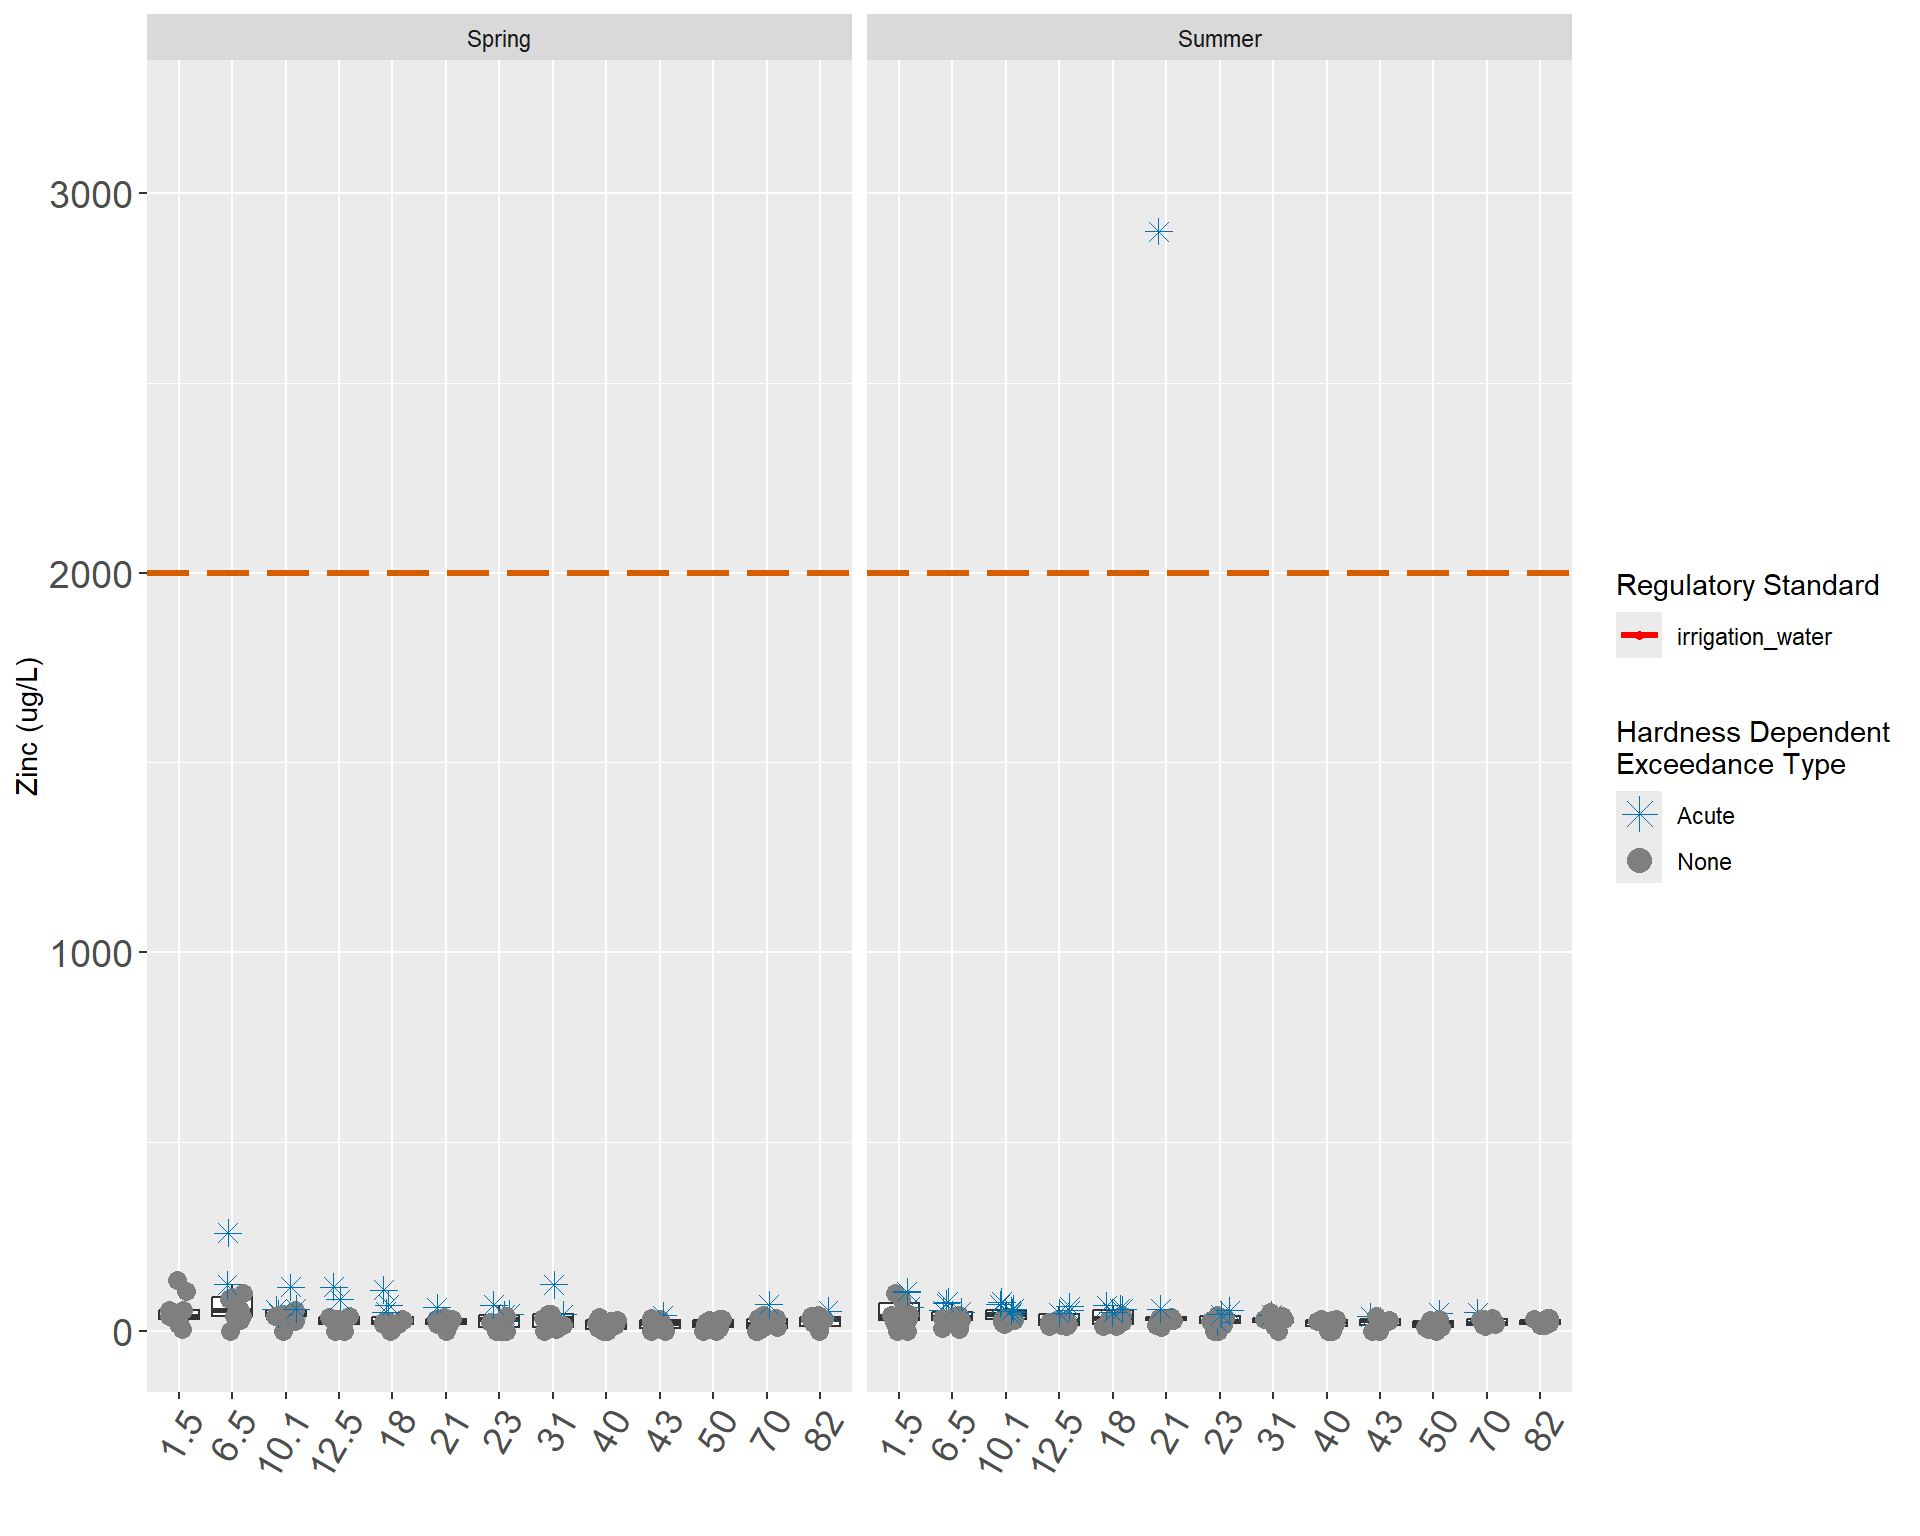 Spring
Summer
3000
2000
1000
0
Zinc (ug/L)
1.5 6.5 10.1 12.5 18 21 23 31 40 43 50 70 82
1.5 6.5 10.1 12.5 18 21 23 31 40 43 50 70 82
Regulatory Standard
irrigation_water
Hardness Dependent
Exceedance Type
Acute
None